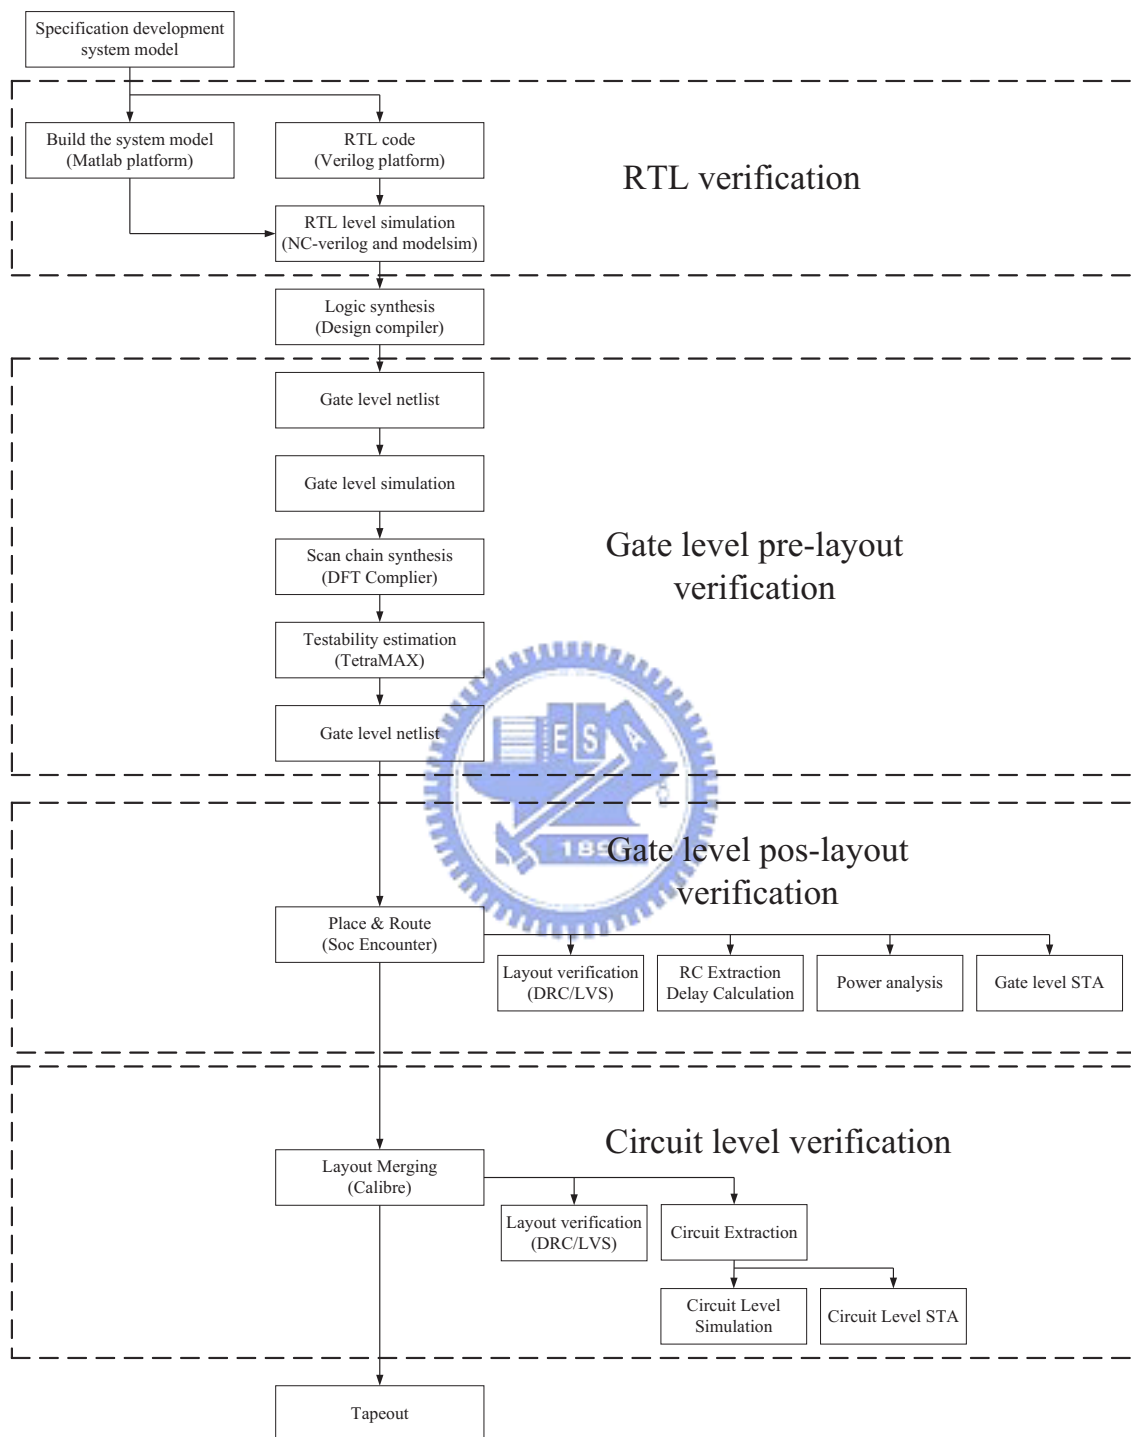 Specification development
system model
Build the system model
(Matlab platform)
RTL code
(Verilog platform)
RTL verification
RTL level simulation
(NC-verilog and modelsim)
Logic synthesis
(Design compiler)
Gate level netlist
Gate level simulation
Gate level pre-layout
verification
Scan chain synthesis
(DFT Complier)
Testability estimation
(TetraMAX)
Gate level netlist
E S A
1896
Gate level pos-layout
verification
Place & Route
(Soc Encounter)
Layout verification
(DRC/LVS)
RC Extraction
Delay Calculation
Power analysis
Gate level STA
Circuit level verification
Layout Merging
(Calibre)
Layout verification
(DRC/LVS)
Circuit Extraction
Circuit Level
Simulation
Circuit Level STA
Tapeout